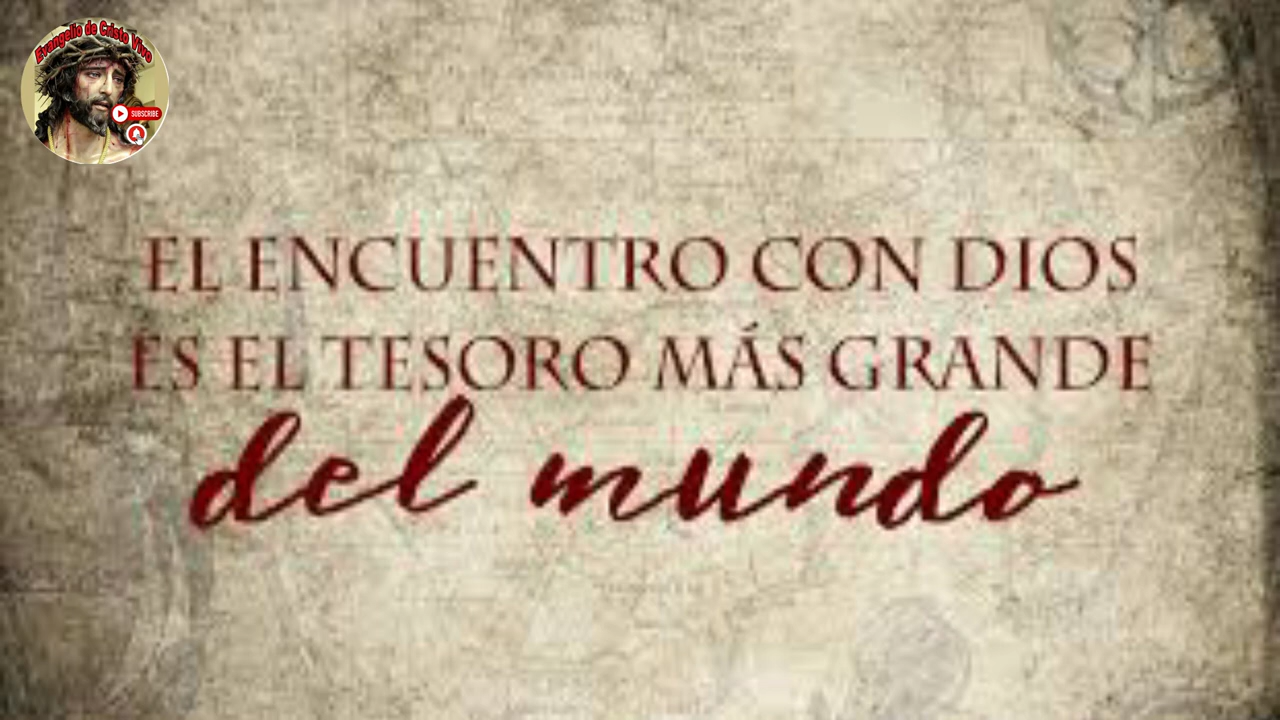 Evangelio de Cristo Vivo
SUBSCRIBE
EL ENCUENTRO CON DIOS
ES EL TESORO MÁS GRANDE
del mundo